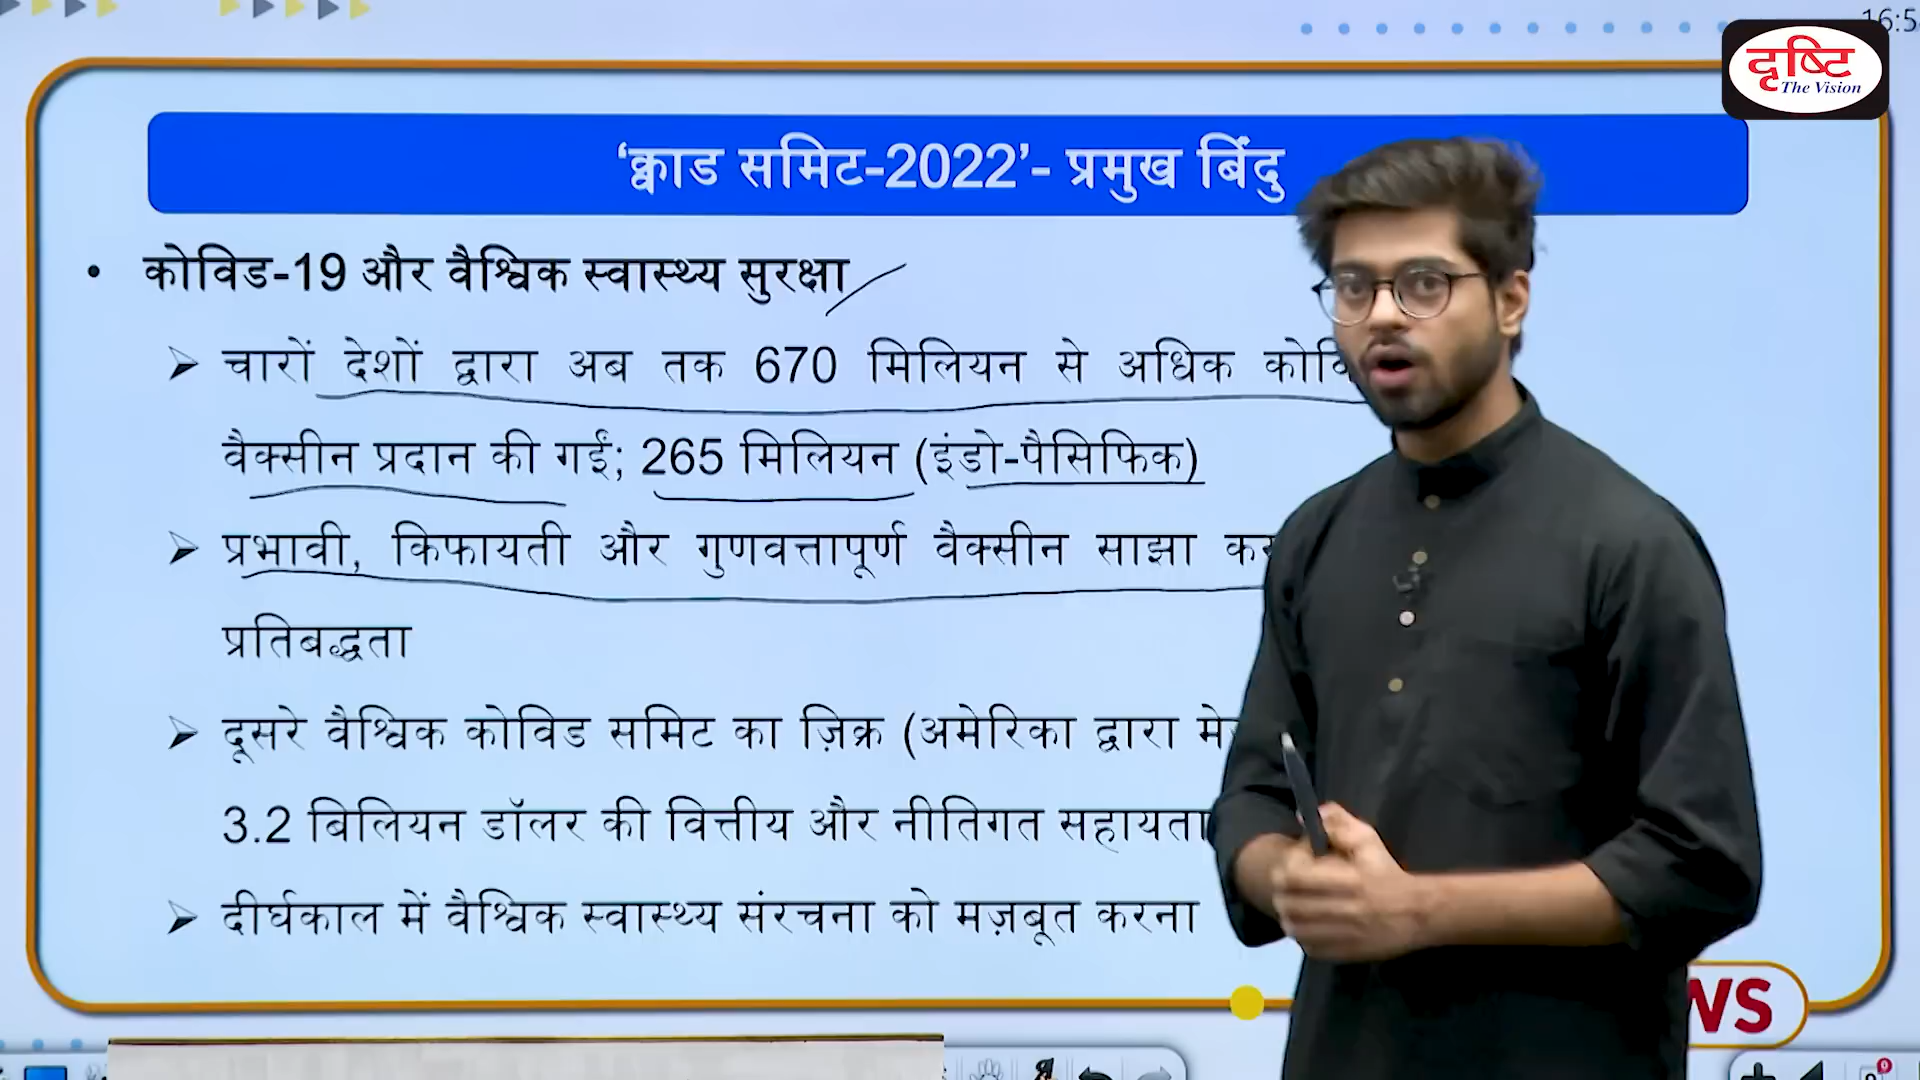 16:5
दृष्टि
The Vision
‘क्वाड समिट-2022’- प्रमुख बिंदु
• कोविड-19 और वैश्विक स्वास्थ्य सुरक्षा
➢ चारों देशों द्वारा अब तक 670 मिलियन से अधिक
वैक्सीन प्रदान की गईं; 265 मिलियन (इंडो-पैसिफिक)
➢ प्रभावी, किफायती और गुणवत्तापूर्ण वैक्सीन साझा
प्रतिबद्धता
➢ दूसरे वैश्विक कोविड समिट का ज़िक्र (अमेरिका द्वारा
3.2 बिलियन डॉलर की वित्तीय और नीतिगत सहायता
➢ दीर्घकाल में वैश्विक स्वास्थ्य संरचना को मज़बूत करना